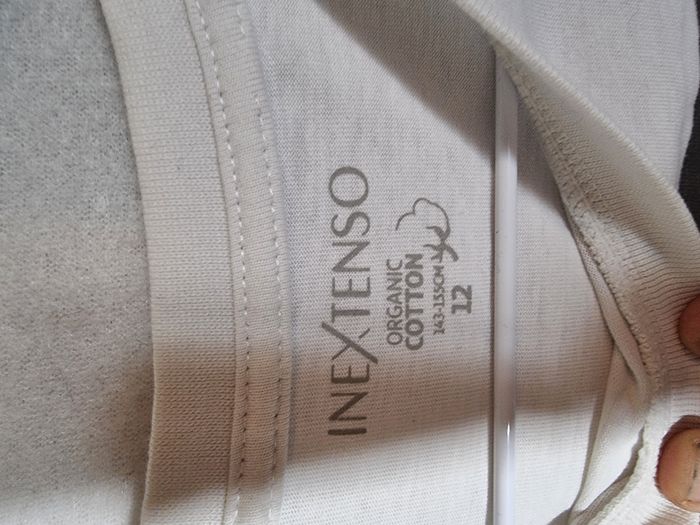 INEXTENSO
ORGANIC
COTTON
143-155CM
12